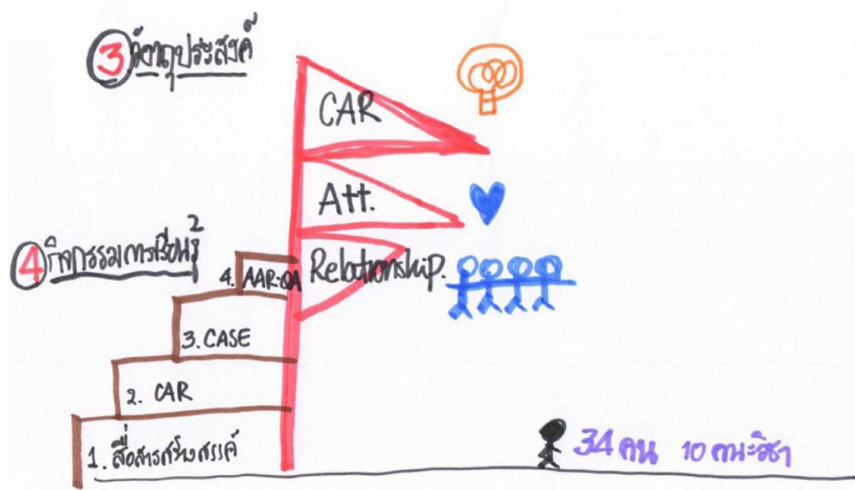 3 วัตถุประสงค์
CAR
Att.
Relationship.
4 กิจกรรมการเรียนรู้
4. AAR-QA
3. CASE
2. CAR
1. สื่อสารสร้างสรรค์
34 คน 10 คณะวิชา